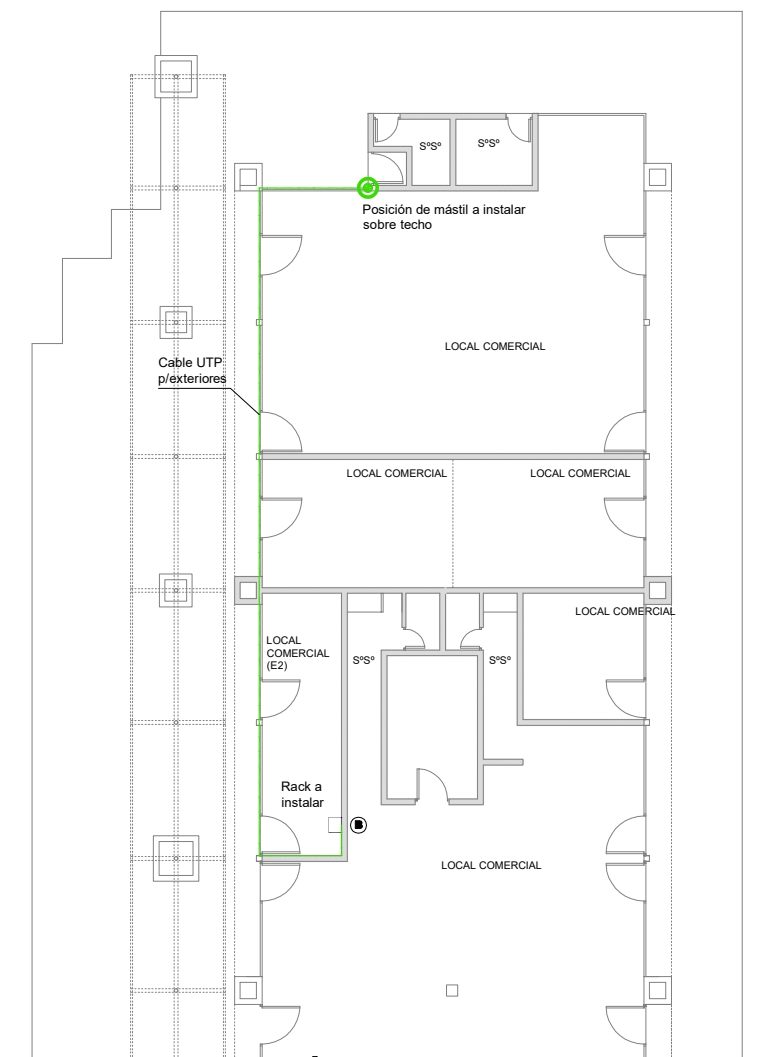 SºSº
SºSº
Posición de mástil a instalar
sobre techo
LOCAL COMERCIAL
Cable UTP
p/exteriores
LOCAL COMERCIAL
LOCAL COMERCIAL
LOCAL COMERCIAL
LOCAL
COMERCIAL
(E2)
SºSº
SºSº
Rack a
instalar
B
LOCAL COMERCIAL